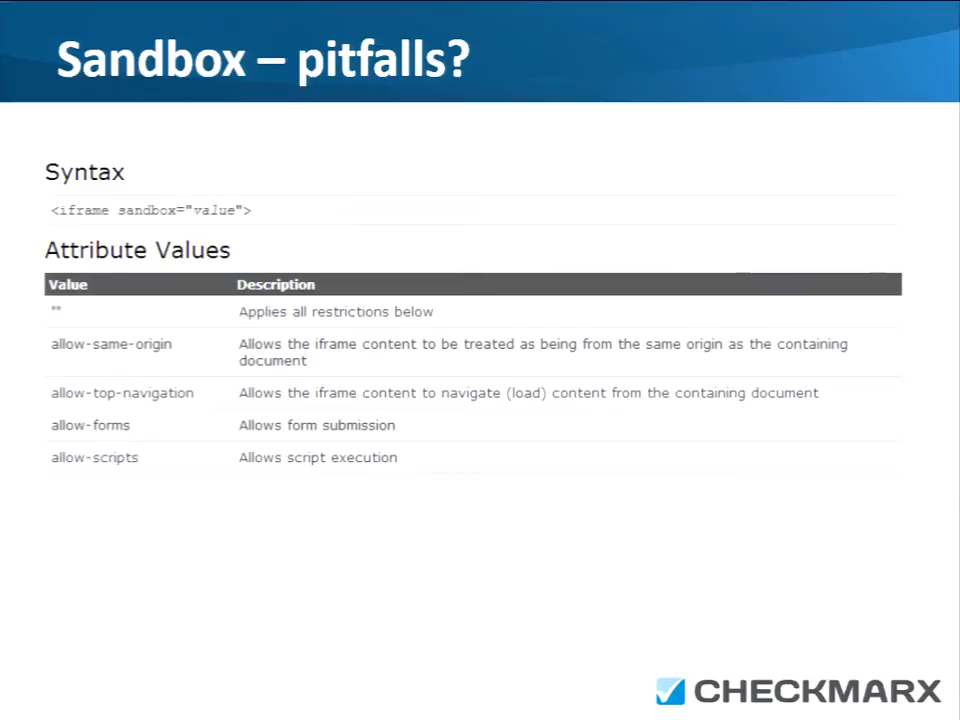 Sandbox – pitfalls?
Syntax
<iframe sandbox="value">
Attribute Values
Value Description
"" Applies all restrictions below
allow-same-origin Allows the iframe content to be treated as being from the same origin as the containing
document
allow-top-navigation Allows the iframe content to navigate (load) content from the containing document
allow-forms Allows form submission
allow-scripts Allows script execution
CHECKMARX